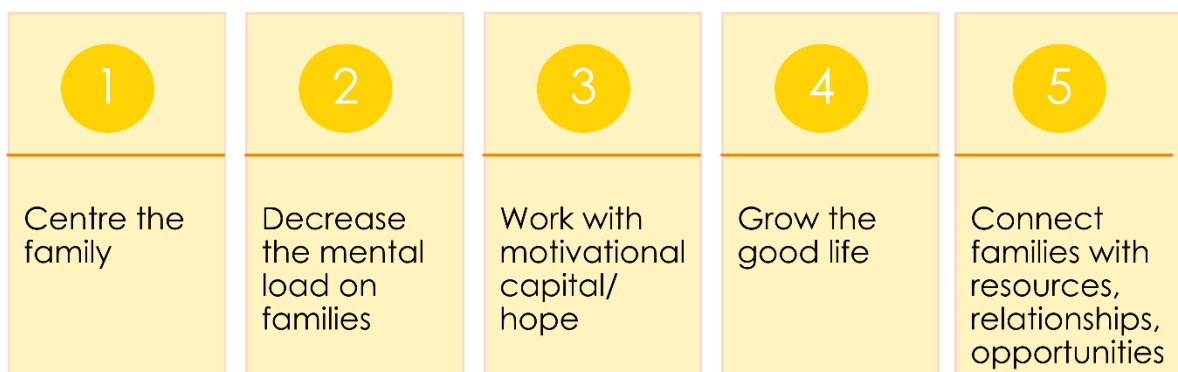 1
Centre the
family
2
Decrease
the mental
load on
families
3
Work with
motivational
capital/
hope
4
Grow the
good life
5
Connect
families with
resources,
relationships,
opportunities